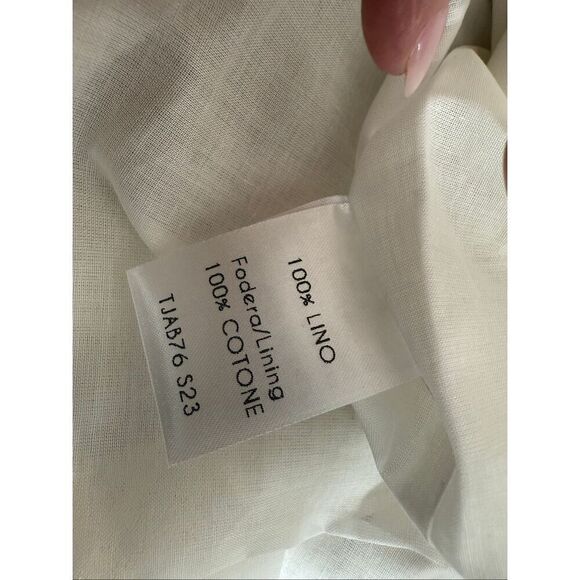 100% LINO
Fodera/Lining
100% COTONE
TJAB76 S23